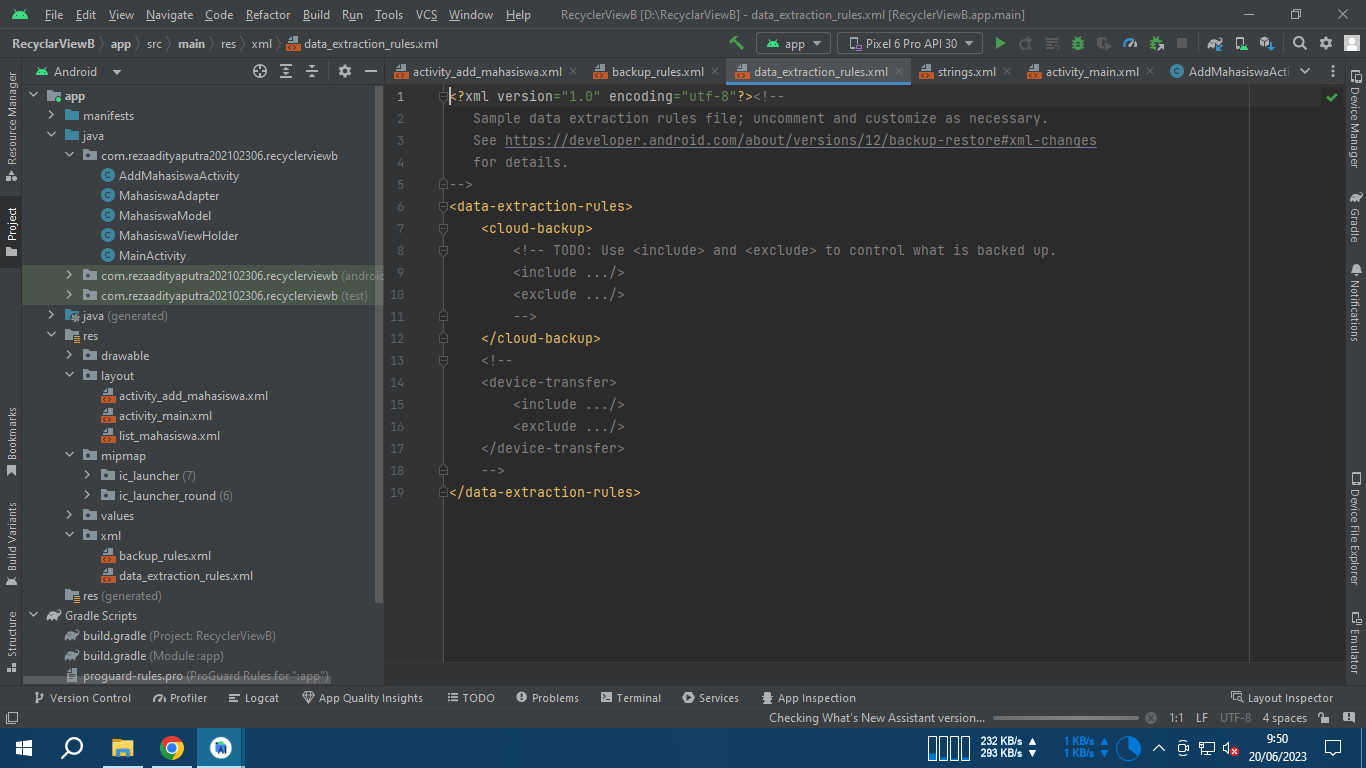 File Edit View Navigate Code Refactor Build Run Tools VCS Window Help RecyclerViewB [D:\RecyclarViewB] - data_extraction_rules.xml [RecyclerViewB.app.main]
RecyclarViewB app src main res xml data_extraction_rules.xml app Pixel 6 Pro API 30
Android
activity_add_mahasiswa.xml backup_rules.xml data_extraction_rules.xml strings.xml activity_main.xml AddMahasiswaActi
Resource Manager
Project
Bookmarks
Build Variants
Structure
app
manifests
java
com.rezaadityaputra202102306.recyclerviewb
AddMahasiswaActivity
MahasiswaAdapter
MahasiswaModel
MahasiswaViewHolder
MainActivity
com.rezaadityaputra202102306.recyclerviewb (androic
com.rezaadityaputra202102306.recyclerviewb (test)
java (generated)
res
drawable
layout
activity_add_mahasiswa.xml
activity_main.xml
list_mahasiswa.xml
mipmap
ic_launcher (7)
ic_launcher_round (6)
values
xml
backup_rules.xml
data_extraction_rules.xml
res (generated)
Gradle Scripts
build.gradle (Project: RecyclerViewB)
build.gradle (Module :app)
proguard-rules.pro (ProGuard Rules for ":app")
1 <?xml version="1.0" encoding="utf-8"?><!--
2 Sample data extraction rules file; uncomment and customize as necessary.
3 See https://developer.android.com/about/versions/12/backup-restore#xml-changes
4 for details.
5 -->
6 <data-extraction-rules>
7 <cloud-backup>
8 <!-- TODO: Use <include> and <exclude> to control what is backed up.
9 <include .../>
10 <exclude .../>
11 -->
12 </cloud-backup>
13 <!--
14 <device-transfer>
15 <include .../>
16 <exclude .../>
17 </device-transfer>
18 -->
19 </data-extraction-rules>
Device Manager
Gradle
Notifications
Device File Explorer
Emulator
Version Control Profiler Logcat App Quality Insights TODO Problems Terminal Services App Inspection Layout Inspector
Checking What's New Assistant version... 1:1 LF UTF-8 4 spaces
232 KB/s 1 KB/s 9:50
293 KB/s 1 KB/s 20/06/2023